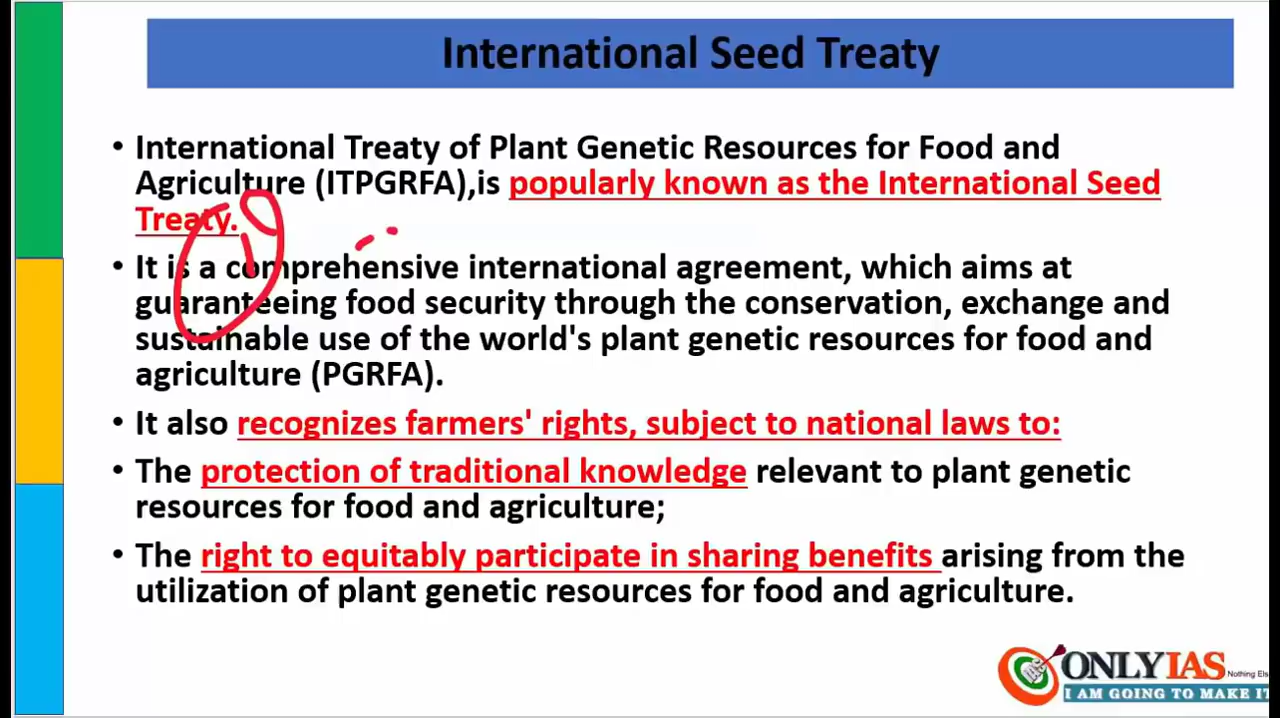 International Seed Treaty
• International Treaty of Plant Genetic Resources for Food and
Agriculture (ITPGRFA),is popularly known as the International Seed
Treaty.
• It is a comprehensive international agreement, which aims at
guaranteeing food security through the conservation, exchange and
sustainable use of the world's plant genetic resources for food and
agriculture (PGRFA).
• It also recognizes farmers' rights, subject to national laws to:
• The protection of traditional knowledge relevant to plant genetic
resources for food and agriculture;
• The right to equitably participate in sharing benefits arising from the
utilization of plant genetic resources for food and agriculture.
ONLYIAS
Nothing Els
I AM GOING TO MAKE IT